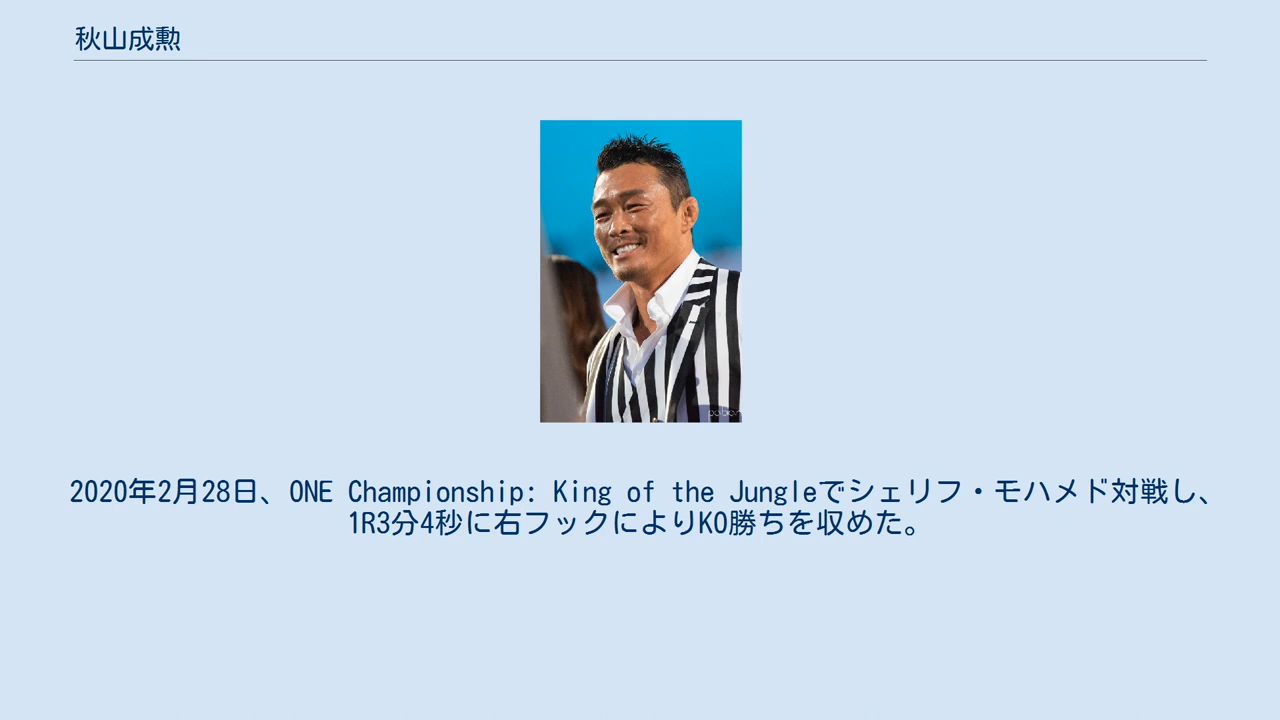 秋山成勲
2020年2月28日、ONE Championship: King of the Jungleでシェリフ・モハメド対戦し、
1R3分4秒に右フックによりKO勝ちを収めた。